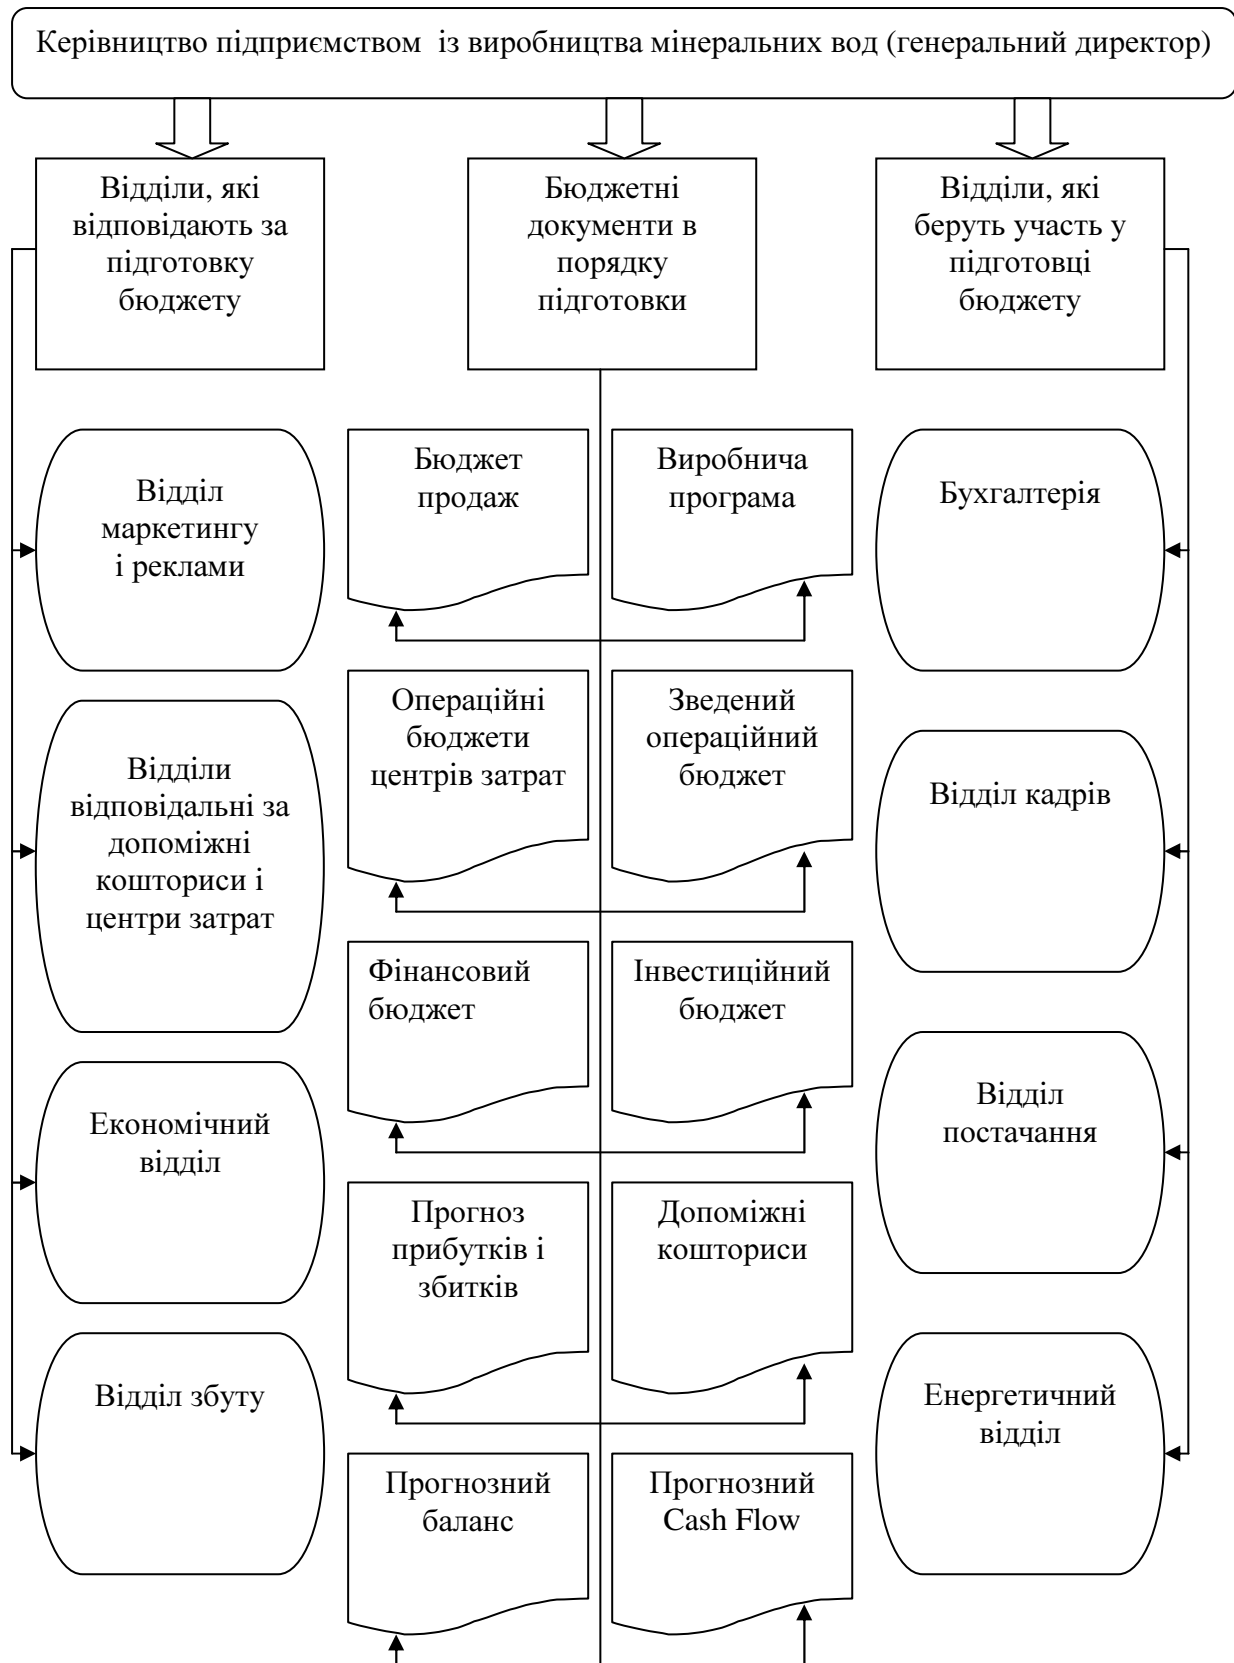 Керівництво підприємством  із виробництва мінеральних вод (генеральний директор)
Відділи, які
відповідають за
підготовку
бюджету
Бюджетні
документи в
порядку
підготовки
Відділи, які
беруть участь у
підготовці
бюджету
Відділ
маркетингу
і реклами
Бюджет
продаж
Виробнича
програма
Бухгалтерія
Відділи
відповідальні за
допоміжні
кошториси і
центри затрат
Операційні
бюджети
центрів затрат
Зведений
операційний
бюджет
Відділ кадрів
Фінансовий
бюджет
Інвестиційний
бюджет
Економічний
відділ
Відділ
постачання
Прогноз
прибутків і
збитків
Допоміжні
кошториси
Відділ збуту
Енергетичний
відділ
Прогнозний
баланс
Прогнозний
Cash Flow